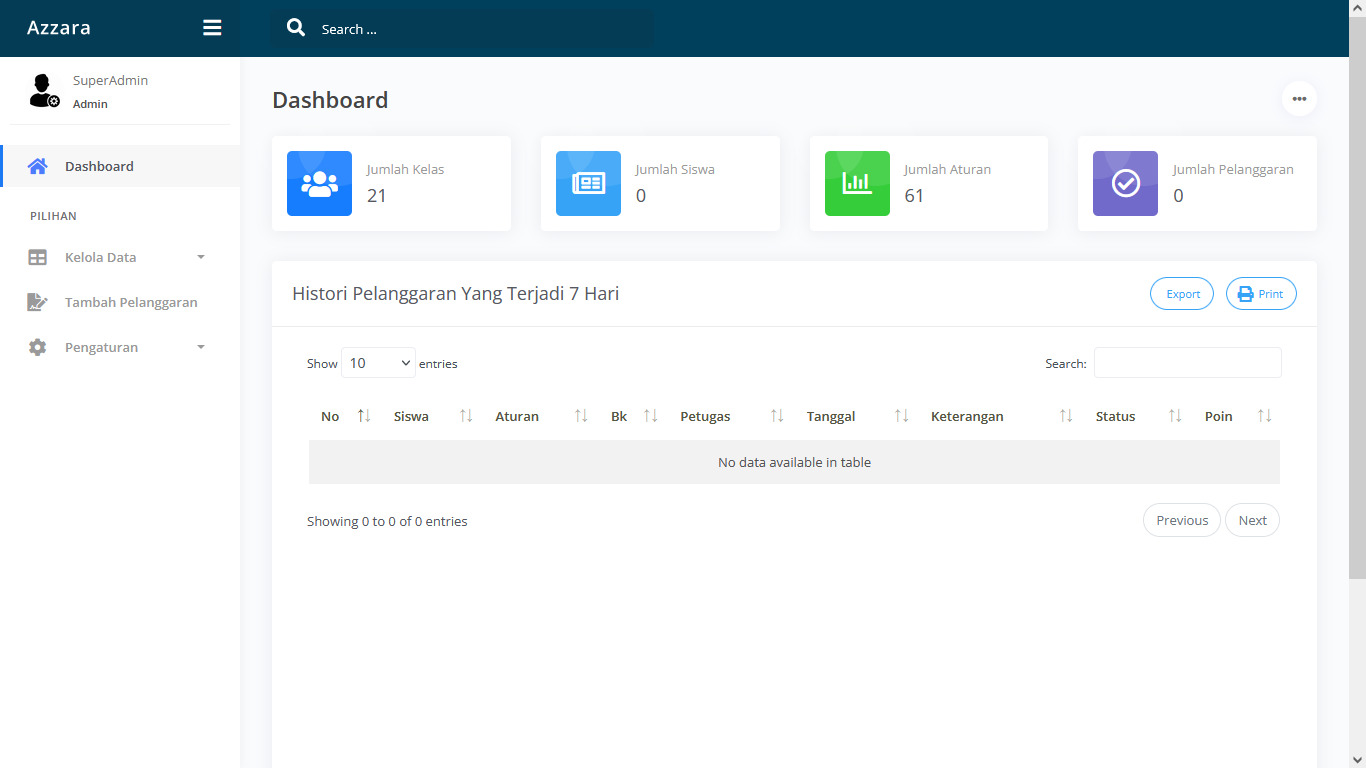 Azzara
Search ...
SuperAdmin
Admin
Dashboard
PILIHAN
Kelola Data
Tambah Pelanggaran
Pengaturan
Dashboard
Jumlah Kelas
21
Jumlah Siswa
0
Jumlah Aturan
61
Jumlah Pelanggaran
0
Histori Pelanggaran Yang Terjadi 7 Hari
Export
Print
Show 10 entries
Search:
No Siswa Aturan Bk Petugas Tanggal Keterangan Status Poin
No data available in table
Showing 0 to 0 of 0 entries
Previous Next